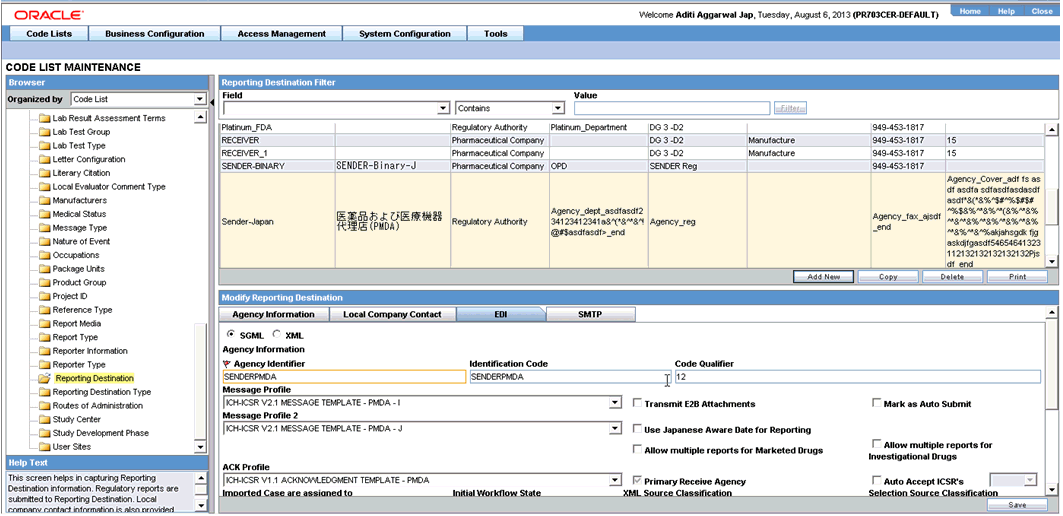 ORACLE
Welcome Aditi Aggarwal Jap, Tuesday, August 6, 2013 (PR703CER-DEFAULT)
Home Help Close
Code Lists Business Configuration Access Management System Configuration Tools
CODE LIST MAINTENANCE
Browser
Organized by Code List
Lab Result Assessment Terms
Lab Test Group
Lab Test Type
Letter Configuration
Literary Citation
Local Evaluator Comment Type
Manufacturers
Medical Status
Message Type
Nature of Event
Occupations
Package Units
Product Group
Project ID
Reference Type
Report Media
Report Type
Reporter Information
Reporter Type
Reporting Destination
Reporting Destination Type
Routes of Administration
Study Center
Study Development Phase
User Sites
Help Text
This screen helps in capturing Reporting
Destination information. Regulatory reports are
submitted to Reporting Destination. Local
company contact information is also provided
Reporting Destination Filter
Field Value
Contains Filter
Platinum_FDA Regulatory Authority Platinum_Department DG 3 -D2 949-453-1817
RECEIVER Pharmaceutical Company DG 3 -D2 Manufacture 949-453-1817 15
RECEIVER_1 Pharmaceutical Company DG 3 -D2 Manufacture 949-453-1817 15
SENDER-BINARY SENDER-Binary-J Pharmaceutical Company OPD SENDER Reg 949-453-1817
Sender-Japan
医薬品および医療機器
代理店(PMDA)
Regulatory Authority
Agency_dept_asdfasdf2
34123412341a&^(*&^*&^f
@#$asdfasdf>_end
Agency_reg
Agency_fax_ajsdf
_end
Agency_Cover_adf fs as
df asdfa sdfasdfasdasdf
Add New Copy Delete Print
Modify Reporting Destination
Agency Information Local Company Contact EDI SMTP
SGML XML
Agency Information
Agency Identifier Identification Code Code Qualifier
SENDERPMDA SENDERPMDA 12
Message Profile
ICH-ICSR V2.1 MESSAGE TEMPLATE - PMDA - I Transmit E2B Attachments Mark as Auto Submit
Message Profile 2
ICH-ICSR V2.1 MESSAGE TEMPLATE - PMDA - J Use Japanese Aware Date for Reporting
Allow multiple reports for Marketed Drugs Allow multiple reports for
Investigational Drugs
ACK Profile
ICH-ICSR V1.1 ACKNOWLEDGMENT TEMPLATE - PMDA Primary Receive Agency Auto Accept ICSR's
Imported Case are assigned to Initial Workflow State XML Source Classification Selection Source Classification
Save